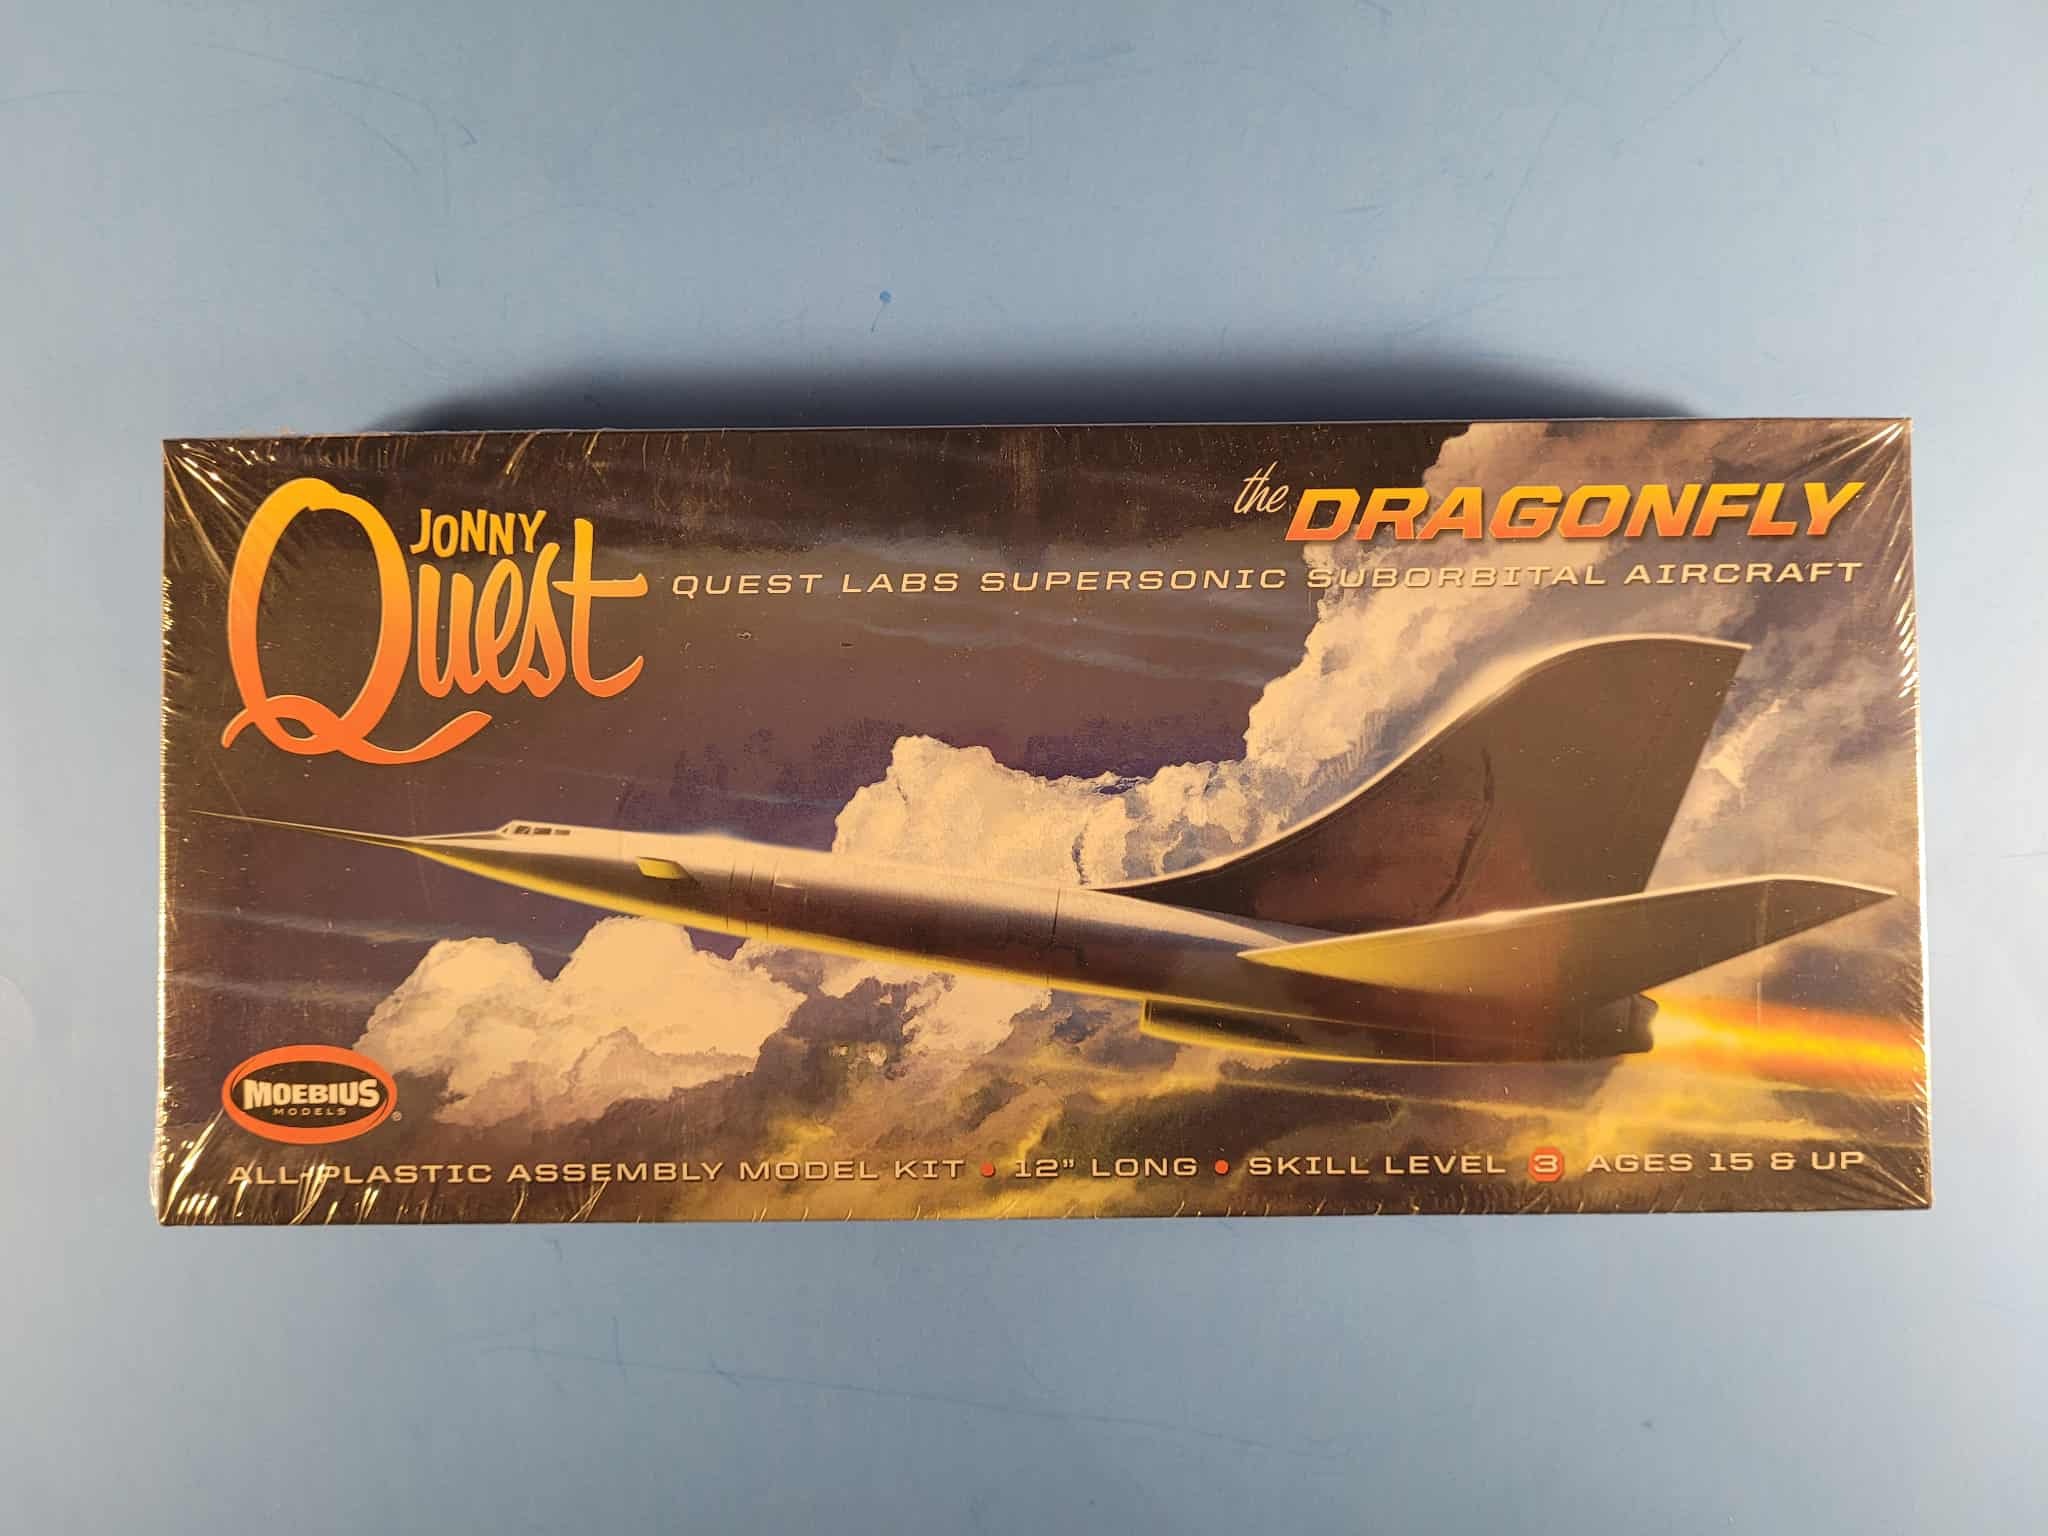 JONNY
Quest
the DRAGONFLY
QUEST LABS SUPERSONIC SUBORBITAL AIRCRAFT
MOEBIUS
MODELS
®
ALL-PLASTIC ASSEMBLY MODEL KIT • 12" LONG • SKILL LEVEL 3 AGES 15 & UP